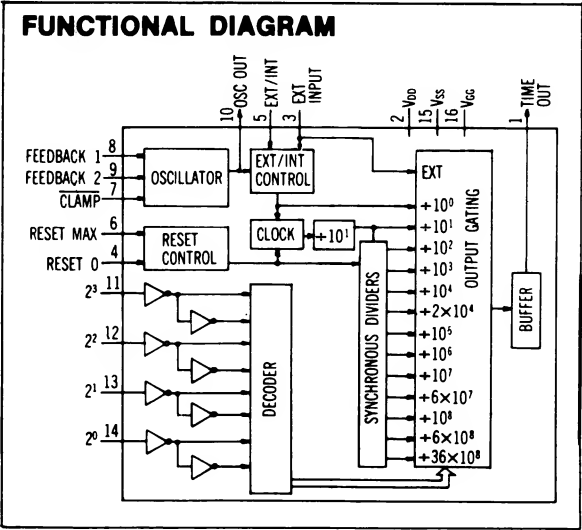 FUNCTIONAL DIAGRAM
10 OSC OUT
5 EXT/INT
3 EXT INPUT
2 VDD
15 VSS
16 VGG
1 TIME OUT
FEEDBACK 1 8
FEEDBACK 2 9
CLAMP 7
OSCILLATOR
EXT/INT CONTROL
RESET MAX 6
RESET 0 4
RESET CONTROL
CLOCK
÷10¹
2³ 11
2² 12
2¹ 13
2⁰ 14
DECODER
SYNCHRONOUS DIVIDERS
EXT
÷10⁰
÷10¹
÷10²
÷10³
÷10⁴
÷2×10⁴
÷10⁵
÷10⁶
÷10⁷
÷6×10⁷
÷10⁸
÷6×10⁸
÷36×10⁸
OUTPUT GATING
BUFFER